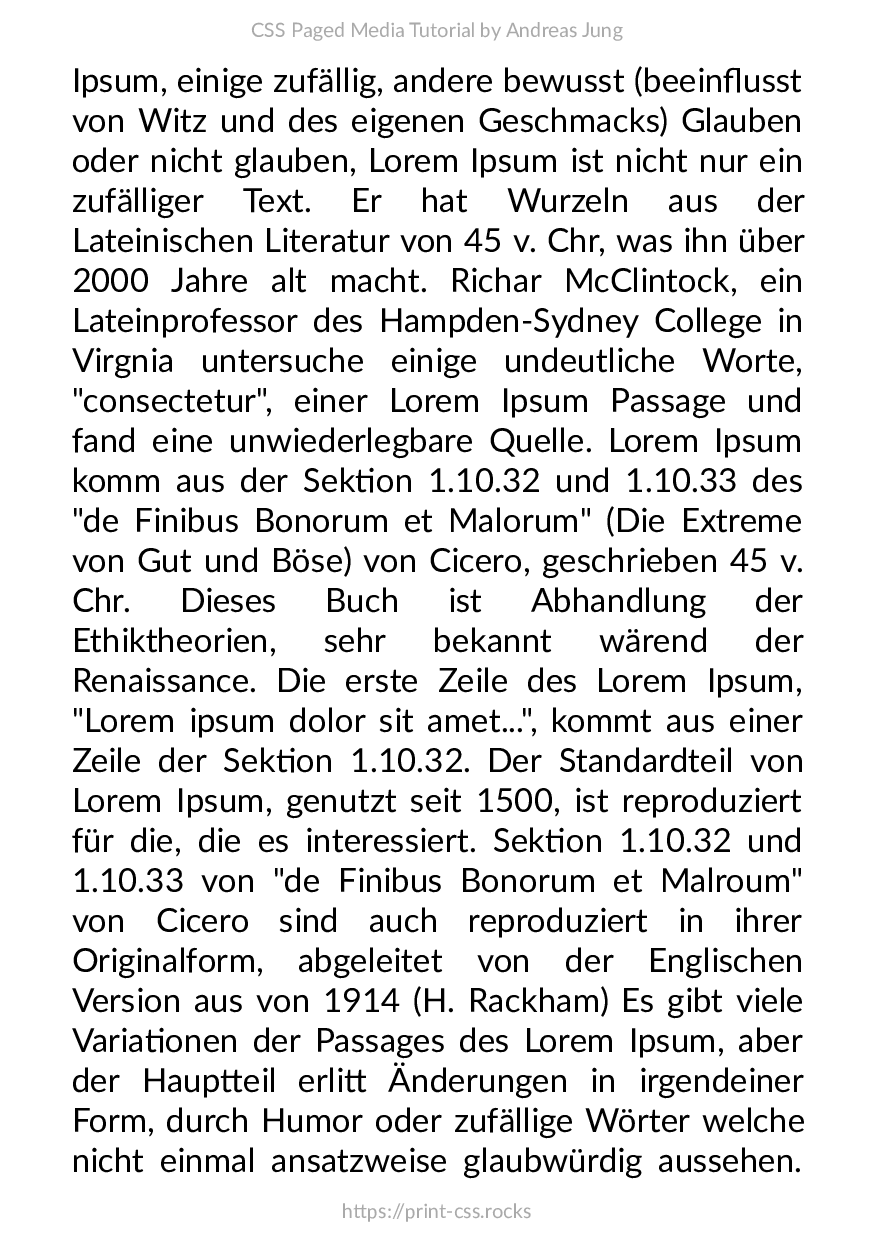 CSS Paged Media Tutorial by Andreas Jung
Ipsum, einige zufällig, andere bewusst (beeinflusst
von Witz und des eigenen Geschmacks) Glauben
oder nicht glauben, Lorem Ipsum ist nicht nur ein
zufälliger Text. Er hat Wurzeln aus der
Lateinischen Literatur von 45 v. Chr, was ihn über
2000 Jahre alt macht. Richar McClintock, ein
Lateinprofessor des Hampden-Sydney College in
Virgnia untersuche einige undeutliche Worte,
"consectetur", einer Lorem Ipsum Passage und
fand eine unwiederlegbare Quelle. Lorem Ipsum
komm aus der Sektion 1.10.32 und 1.10.33 des
"de Finibus Bonorum et Malorum" (Die Extreme
von Gut und Böse) von Cicero, geschrieben 45 v.
Chr. Dieses Buch ist Abhandlung der
Ethiktheorien, sehr bekannt wärend der
Renaissance. Die erste Zeile des Lorem Ipsum,
"Lorem ipsum dolor sit amet...", kommt aus einer
Zeile der Sektion 1.10.32. Der Standardteil von
Lorem Ipsum, genutzt seit 1500, ist reproduziert
für die, die es interessiert. Sektion 1.10.32 und
1.10.33 von "de Finibus Bonorum et Malroum"
von Cicero sind auch reproduziert in ihrer
Originalform, abgeleitet von der Englischen
Version aus von 1914 (H. Rackham) Es gibt viele
Variationen der Passages des Lorem Ipsum, aber
der Hauptteil erlitt Änderungen in irgendeiner
Form, durch Humor oder zufällige Wörter welche
nicht einmal ansatzweise glaubwürdig aussehen.
https://print-css.rocks